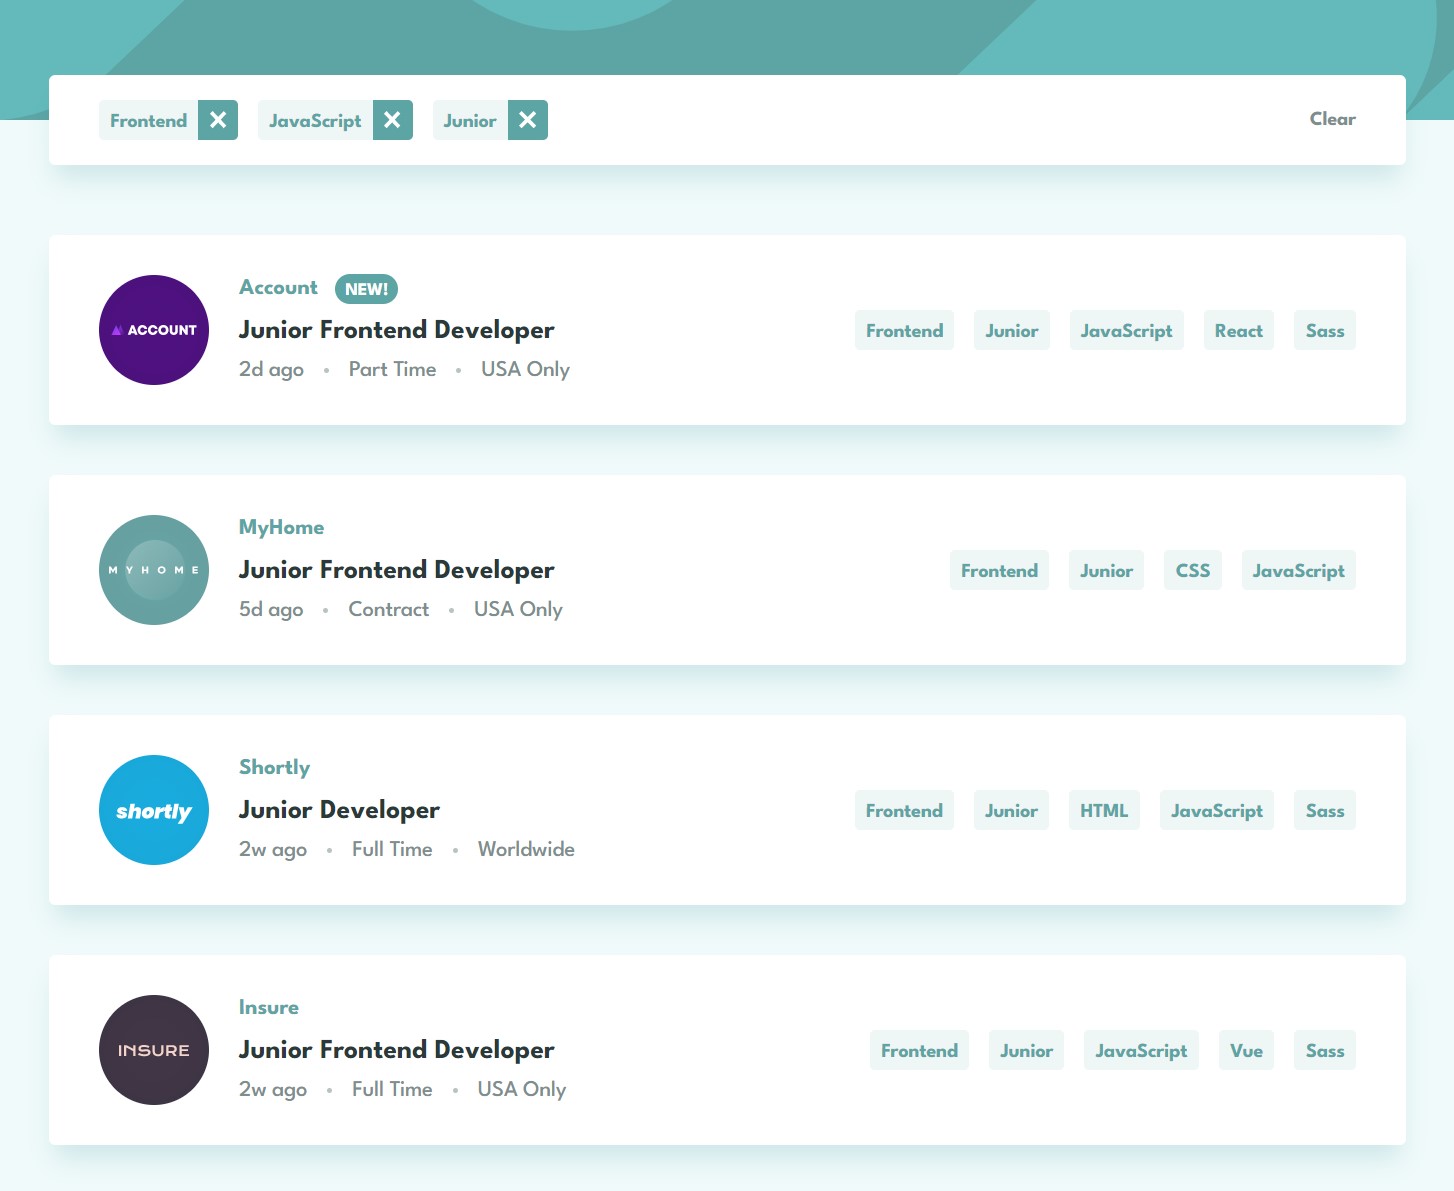 Frontend JavaScript Junior Clear
ACCOUNT
Account NEW!
Junior Frontend Developer
2d ago • Part Time • USA Only
Frontend Junior JavaScript React Sass
MYHOME
MyHome
Junior Frontend Developer
5d ago • Contract • USA Only
Frontend Junior CSS JavaScript
shortly
Shortly
Junior Developer
2w ago • Full Time • Worldwide
Frontend Junior HTML JavaScript Sass
INSURE
Insure
Junior Frontend Developer
2w ago • Full Time • USA Only
Frontend Junior JavaScript Vue Sass